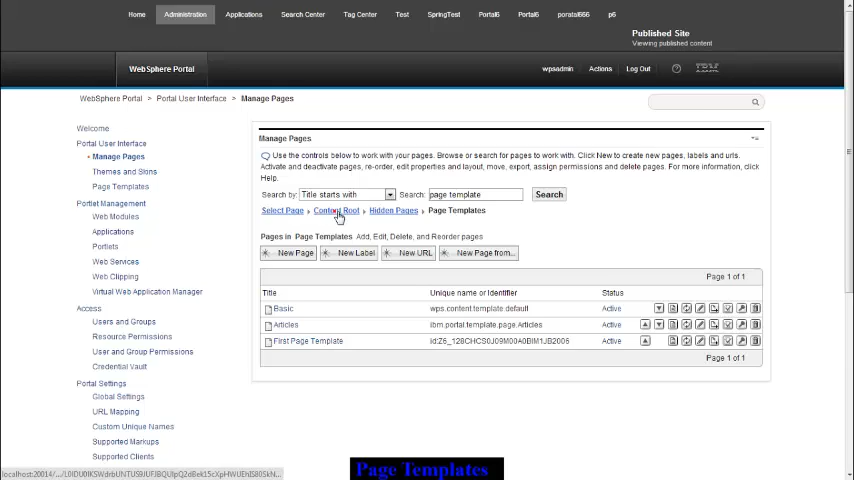 Home Administration Applications Search Center Tag Center Test SpringTest Portal6 Portal6 poratal666 p6
Published Site
Viewing published content
WebSphere Portal wpsadmin Actions Log Out ? IBM
WebSphere Portal > Portal User Interface > Manage Pages
Welcome
Portal User Interface
Manage Pages
Themes and Skins
Page Templates
Portlet Management
Web Modules
Applications
Portlets
Web Services
Web Clipping
Virtual Web Application Manager
Access
Users and Groups
Resource Permissions
User and Group Permissions
Credential Vault
Portal Settings
Global Settings
URL Mapping
Custom Unique Names
Supported Markups
Supported Clients
Manage Pages
Use the controls below to work with your pages. Browse or search for pages to work with. Click New to create new pages, labels and urls.
Activate and deactivate pages, re-order, edit properties and layout, move, export, assign permissions and delete pages. For more information, click
Help.
Search by: Title starts with Search: page template Search
Select Page Content Root Hidden Pages Page Templates
Pages in Page Templates Add, Edit, Delete, and Reorder pages
New Page New Label New URL New Page from...
Page 1 of 1
Title Unique name or Identifier Status
Basic wps.content.template.default Active
Articles ibm.portal.template.page.Articles Active
First Page Template Active
Page 1 of 1
Page Templates